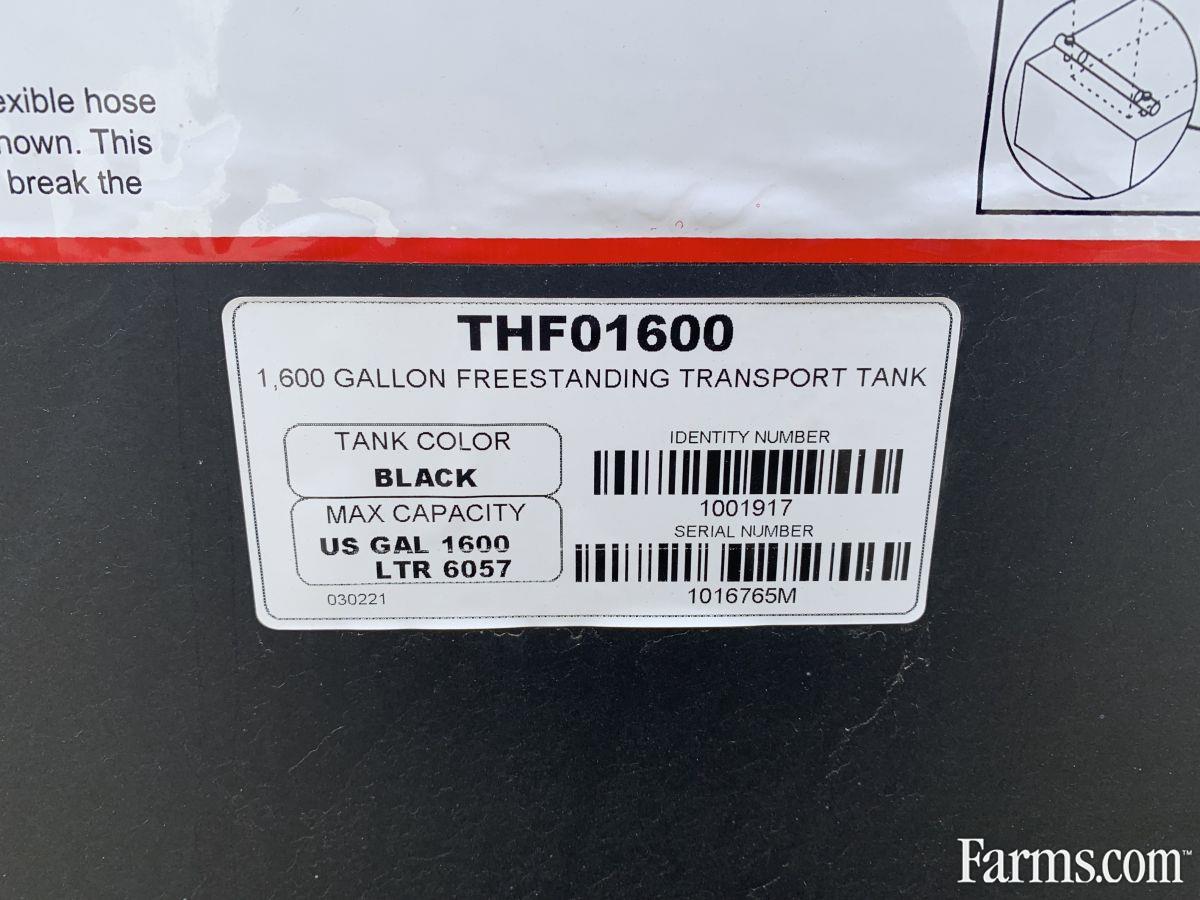 exible hose
hown. This
break the
THF01600
1,600 GALLON FREESTANDING TRANSPORT TANK
TANK COLOR
BLACK
MAX CAPACITY
US GAL 1600
LTR 6057
030221
IDENTITY NUMBER
1001917
SERIAL NUMBER
1016765M
Farms.com™